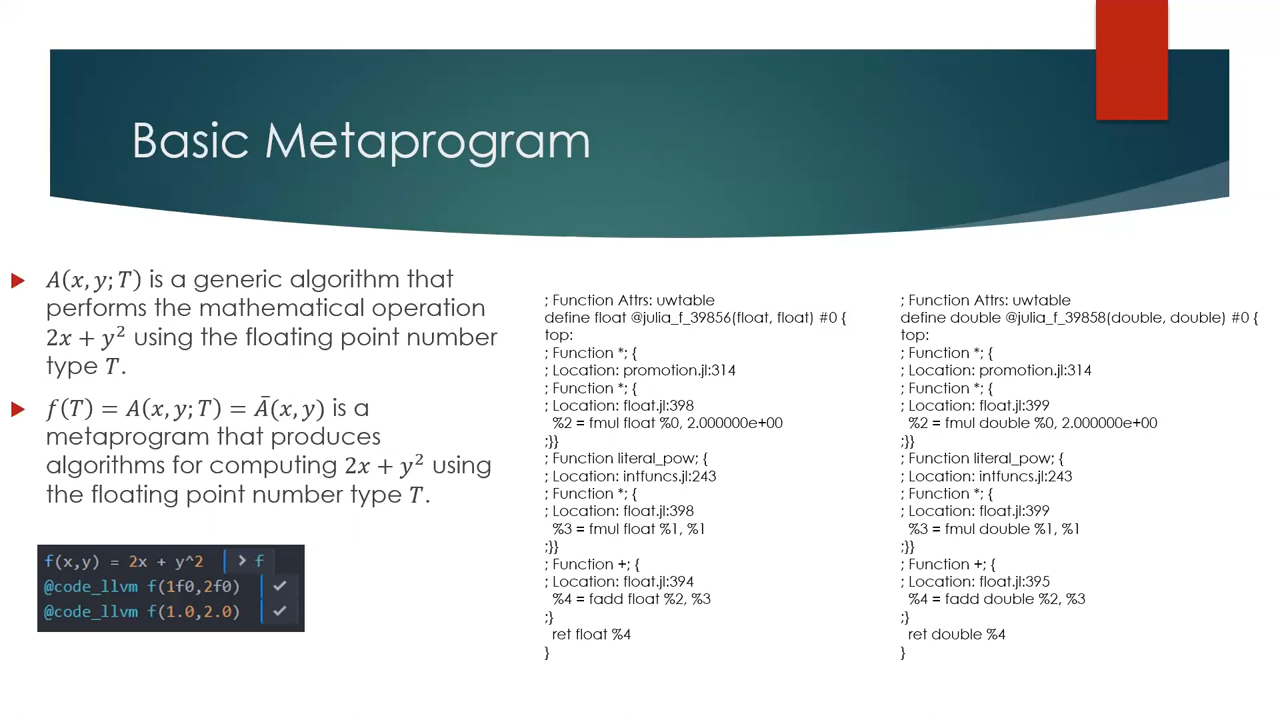 Basic Metaprogram
A(x, y; T) is a generic algorithm that
performs the mathematical operation
2x + y² using the floating point number
type T.
f(T) = A(x, y; T) = Ā(x, y) is a
metaprogram that produces
algorithms for computing 2x + y² using
the floating point number type T.
f(x,y) = 2x + y^2 > f
@code_llvm f(1f0,2f0) ✓
@code_llvm f(1.0,2.0) ✓
; Function Attrs: uwtable
define float @julia_f_39856(float, float) #0 {
top:
; Function *; {
; Location: promotion.jl:314
; Function *; {
; Location: float.jl:398
%2 = fmul float %0, 2.000000e+00
;}}
; Function literal_pow; {
; Location: intfuncs.jl:243
; Function *; {
; Location: float.jl:398
%3 = fmul float %1, %1
;}}
; Function +; {
; Location: float.jl:394
%4 = fadd float %2, %3
;}
ret float %4
}
; Function Attrs: uwtable
define double @julia_f_39858(double, double) #0 {
top:
; Function *; {
; Location: promotion.jl:314
; Function *; {
; Location: float.jl:399
%2 = fmul double %0, 2.000000e+00
;}}
; Function literal_pow; {
; Location: intfuncs.jl:243
; Function *; {
; Location: float.jl:399
%3 = fmul double %1, %1
;}}
; Function +; {
; Location: float.jl:395
%4 = fadd double %2, %3
;}
ret double %4
}